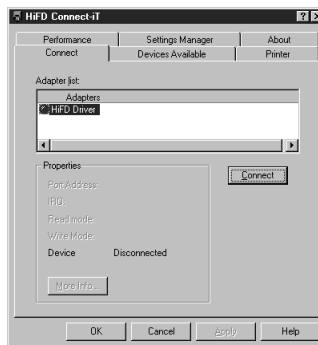 HiFD Connect-iT
Performance Settings Manager About
Connect Devices Available Printer
Adapter list:
Adapters
HiFD Driver
Properties
Port Address:
IRQ:
Read mode:
Write Mode:
Device Disconnected
More Info...
Connect
OK Cancel Apply Help